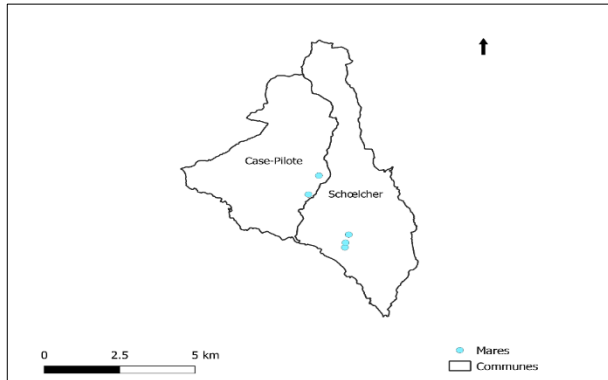 Case-Pilote
Schœlcher
0 2.5 5 km
Mares
Communes